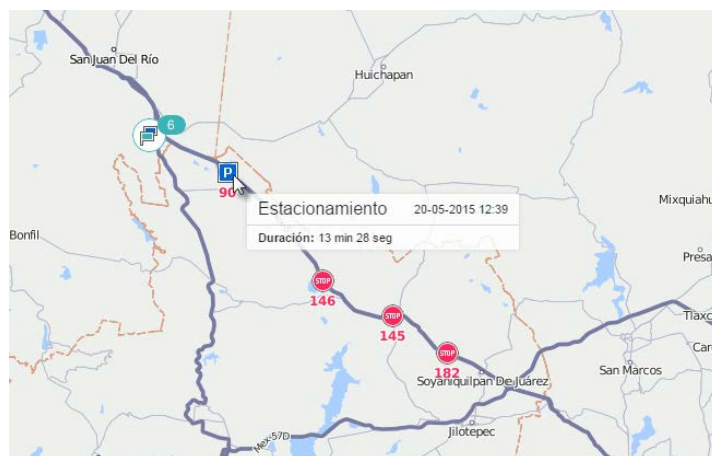 San Juan Del Río
Huichapan
6
P
90
Estacionamiento 20-05-2015 12:39
Duración: 13 min 28 seg
Mixquiahu
Bonfil
Presa
STOP
146
STOP
145
Tlaxc
STOP
182
Car
San Marcos
Soyaniquilpan De Juárez
Jilotepec
Mex-57D